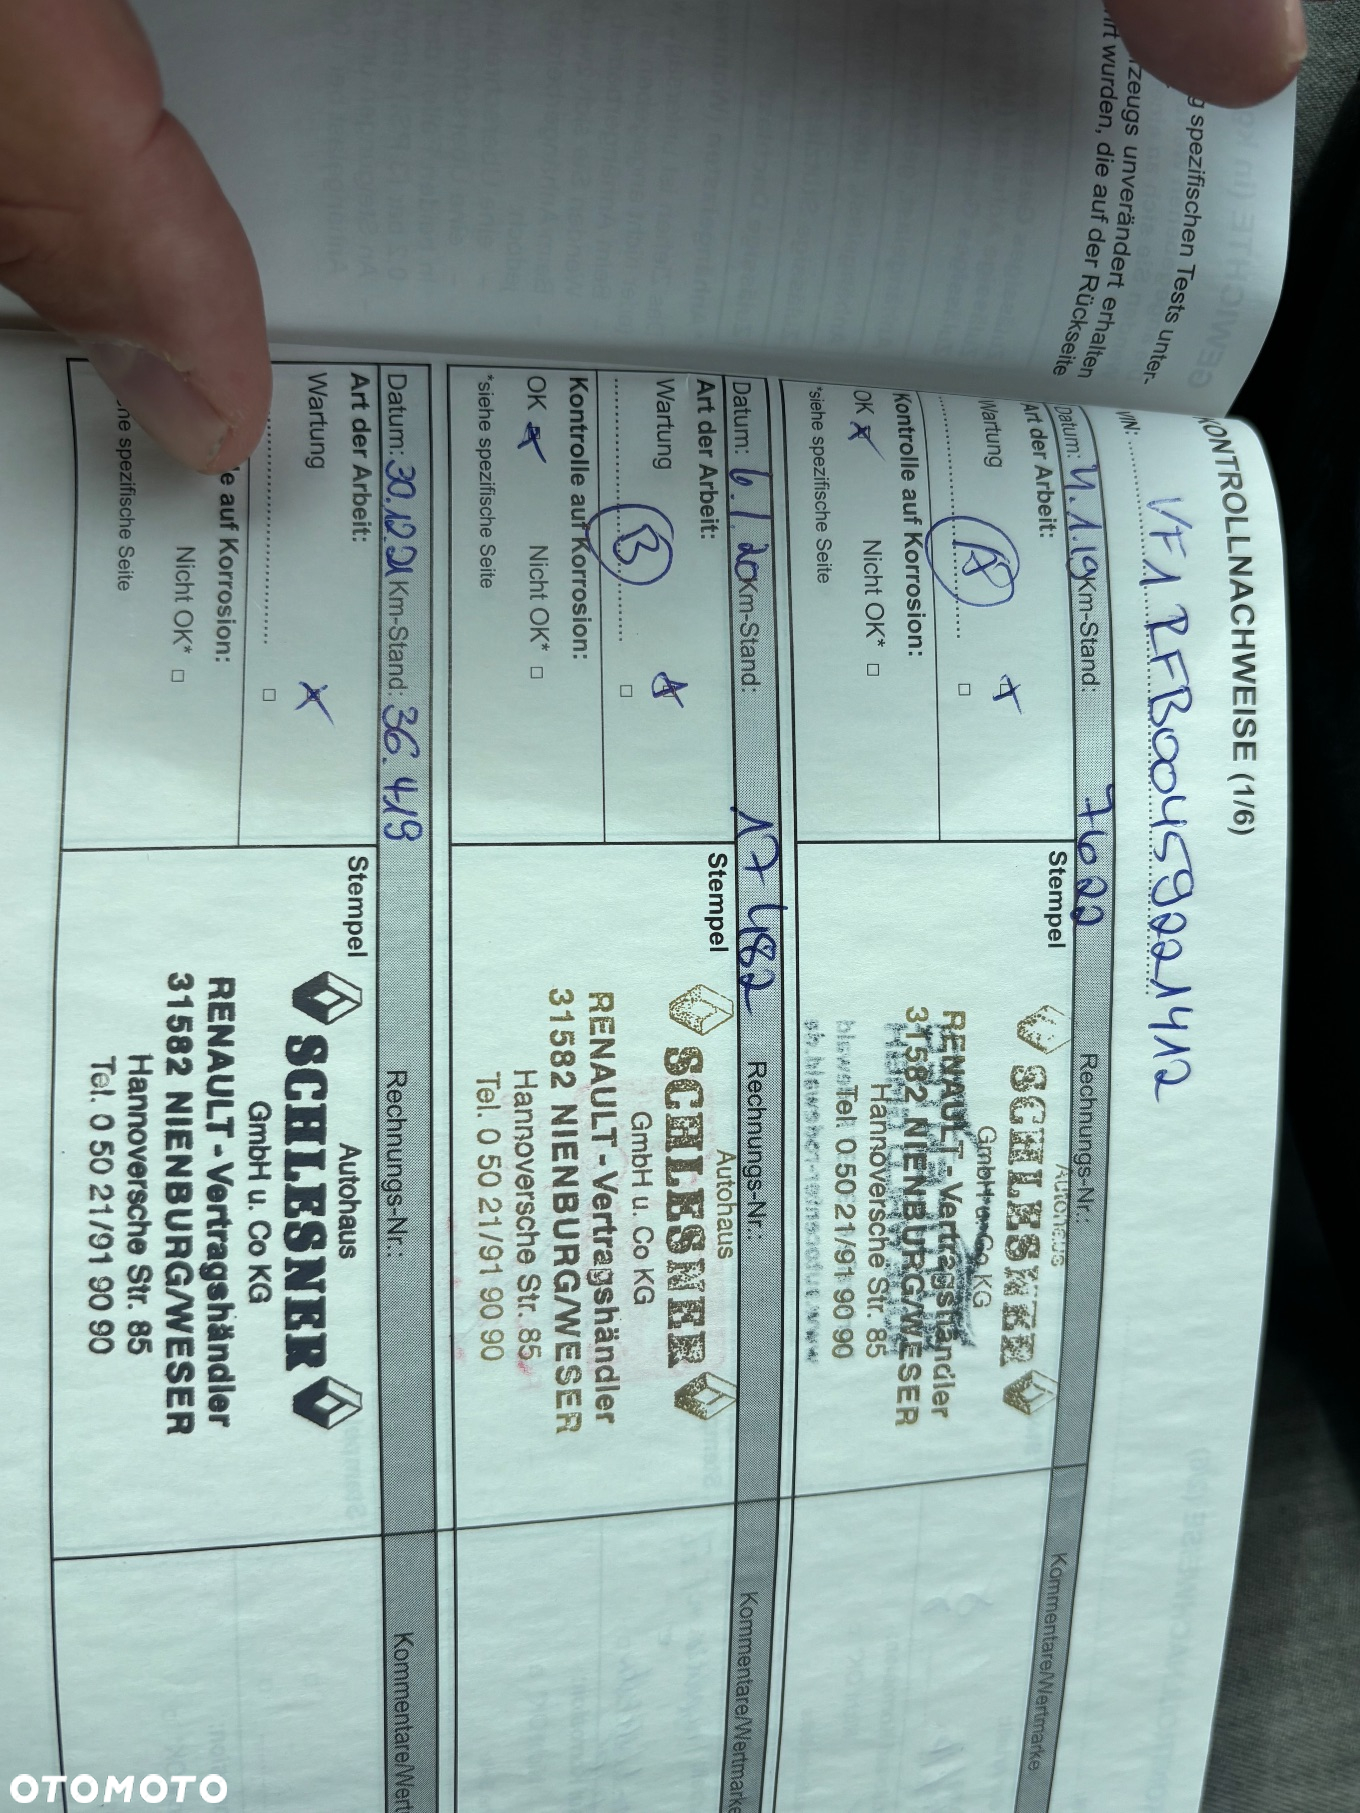 g spezifischen Tests unter-
rzeugs unverändert erhalten
rt wurden, die auf der Rückseite
KONTROLLNACHWEISE (1/6)
VIN: VF1RFB00459221412
Datum: 4.1.19 Km-Stand: 7622 Rechnungs-Nr.: Kommentare/Wertmarke
Art der Arbeit: Stempel
Wartung
A
Kontrolle auf Korrosion:
OK Nicht OK* □
*siehe spezifische Seite
Autohaus
SCHLESNER
GmbH u. Co KG
RENAULT - Vertragshändler
31582 NIENBURG/WESER
Hannoversche Str. 85
Tel. 0 50 21/91 90 90
Datum: 6.1.20 Km-Stand: 17482 Rechnungs-Nr.: Kommentare/Wertmarke
Art der Arbeit: Stempel
Wartung
B
Kontrolle auf Korrosion:
OK Nicht OK* □
*siehe spezifische Seite
Autohaus
SCHLESNER
GmbH u. Co KG
RENAULT - Vertragshändler
31582 NIENBURG/WESER
Hannoversche Str. 85
Tel. 0 50 21/91 90 90
Datum: 30.12.21 Km-Stand: 36.419 Rechnungs-Nr.: Kommentare/Wert
Art der Arbeit: Stempel
Wartung
e auf Korrosion:
Nicht OK* □
he spezifische Seite
Autohaus
SCHLESNER
GmbH u. Co KG
RENAULT - Vertragshändler
31582 NIENBURG/WESER
Hannoversche Str. 85
Tel. 0 50 21/91 90 90
OTOMOTO